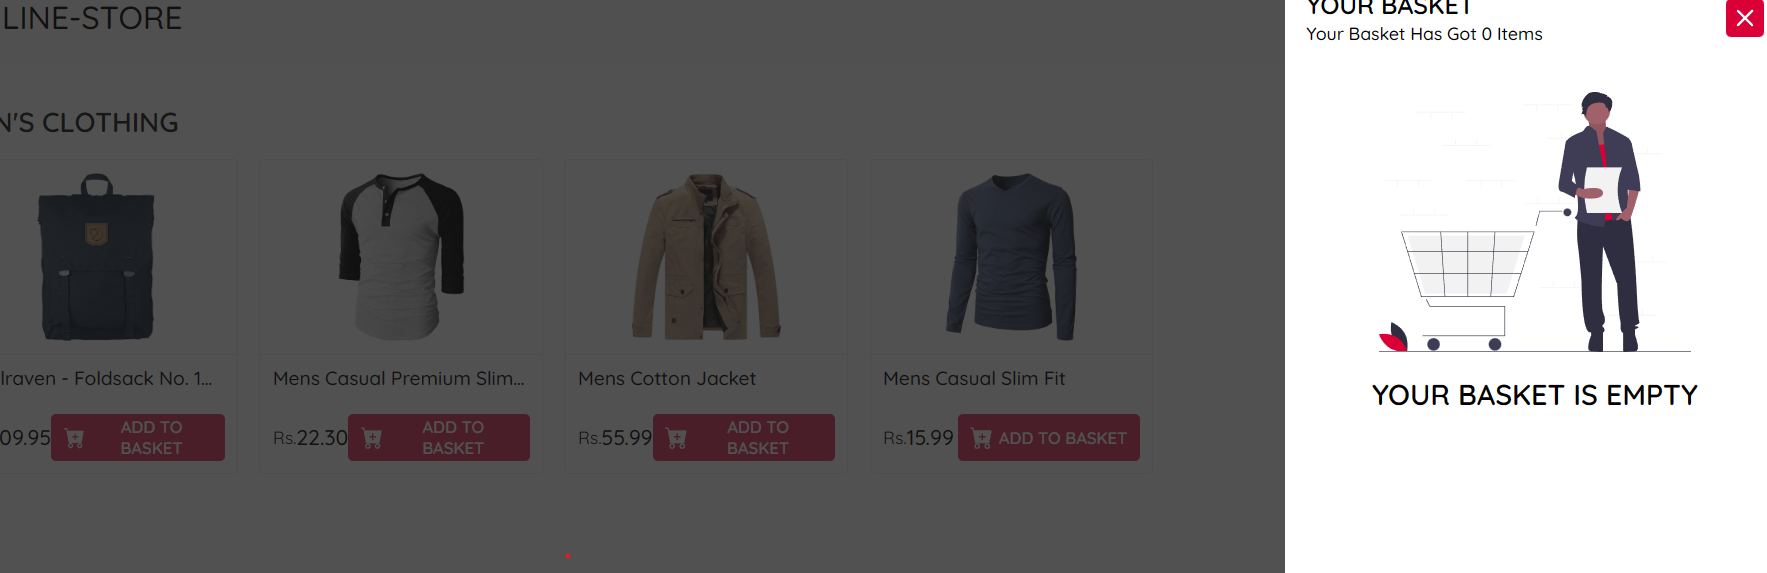 LINE-STORE
N'S CLOTHING
lraven - Foldsack No. 1...
09.95
ADD TO
BASKET
Mens Casual Premium Slim...
Rs.22.30
ADD TO
BASKET
Mens Cotton Jacket
Rs.55.99
ADD TO
BASKET
Mens Casual Slim Fit
Rs.15.99
ADD TO BASKET
YOUR BASKET
Your Basket Has Got 0 Items
YOUR BASKET IS EMPTY